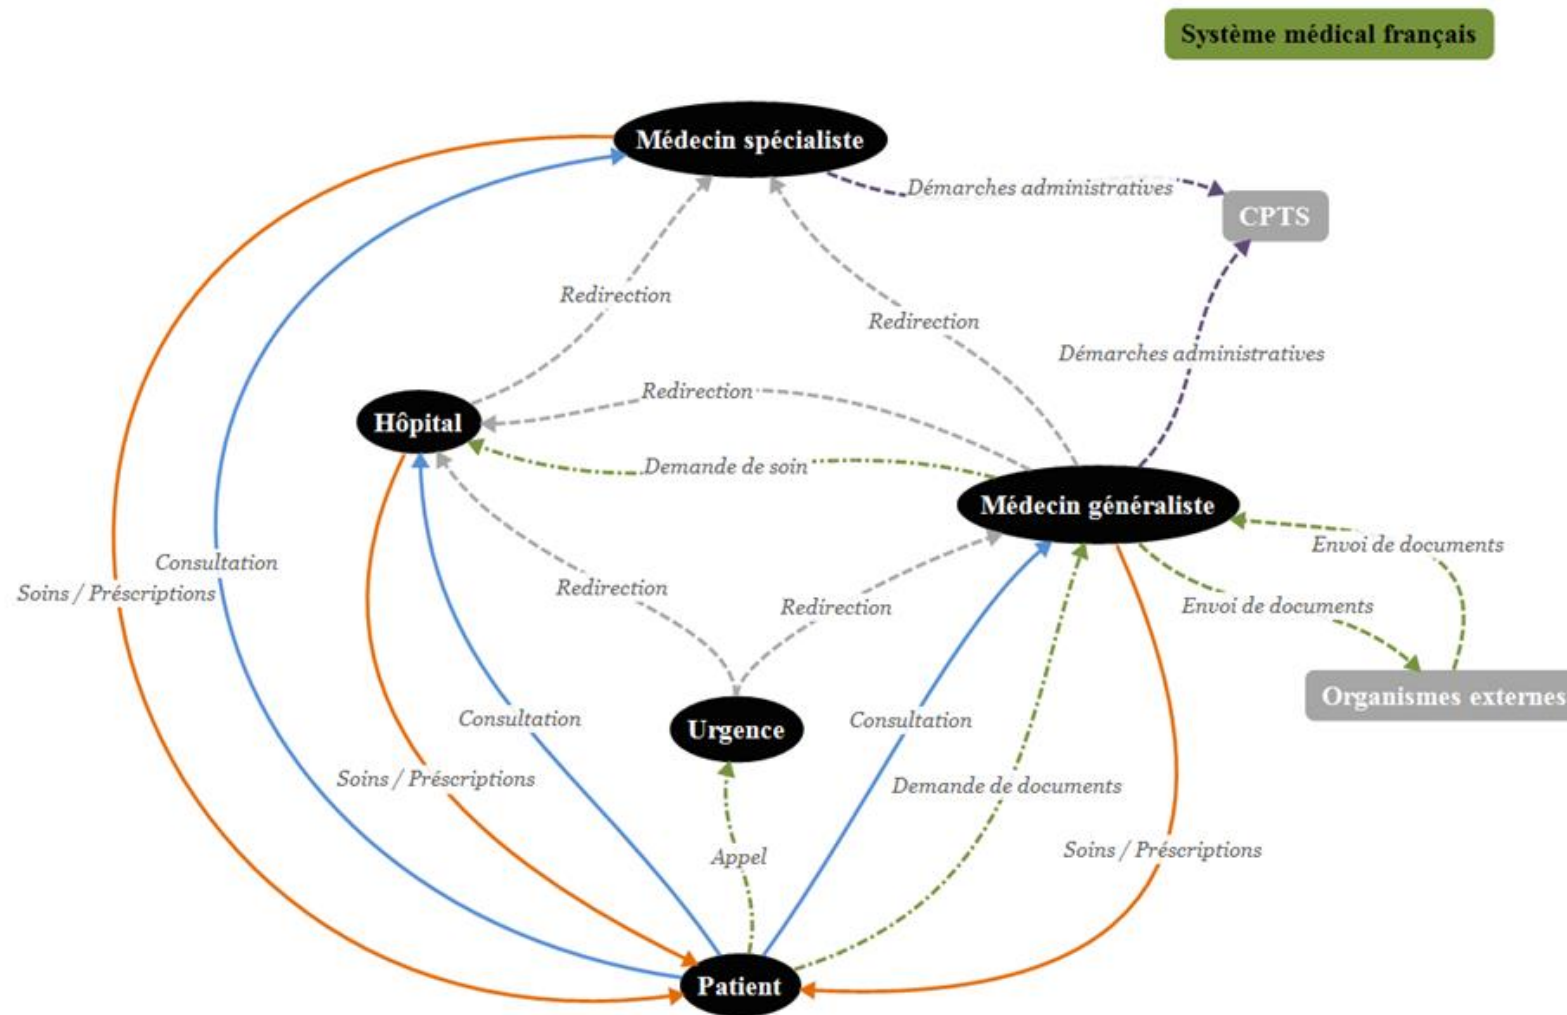 Système médical français
Médecin spécialiste
Démarches administratives
CPTS
Redirection
Redirection
Démarches administratives
Redirection
Hôpital
Demande de soin
Médecin généraliste
Envoi de documents
Consultation
Soins / Préscriptions
Redirection
Redirection
Envoi de documents
Organismes externes
Consultation
Consultation
Urgence
Soins / Préscriptions
Demande de documents
Appel
Soins / Préscriptions
Patient